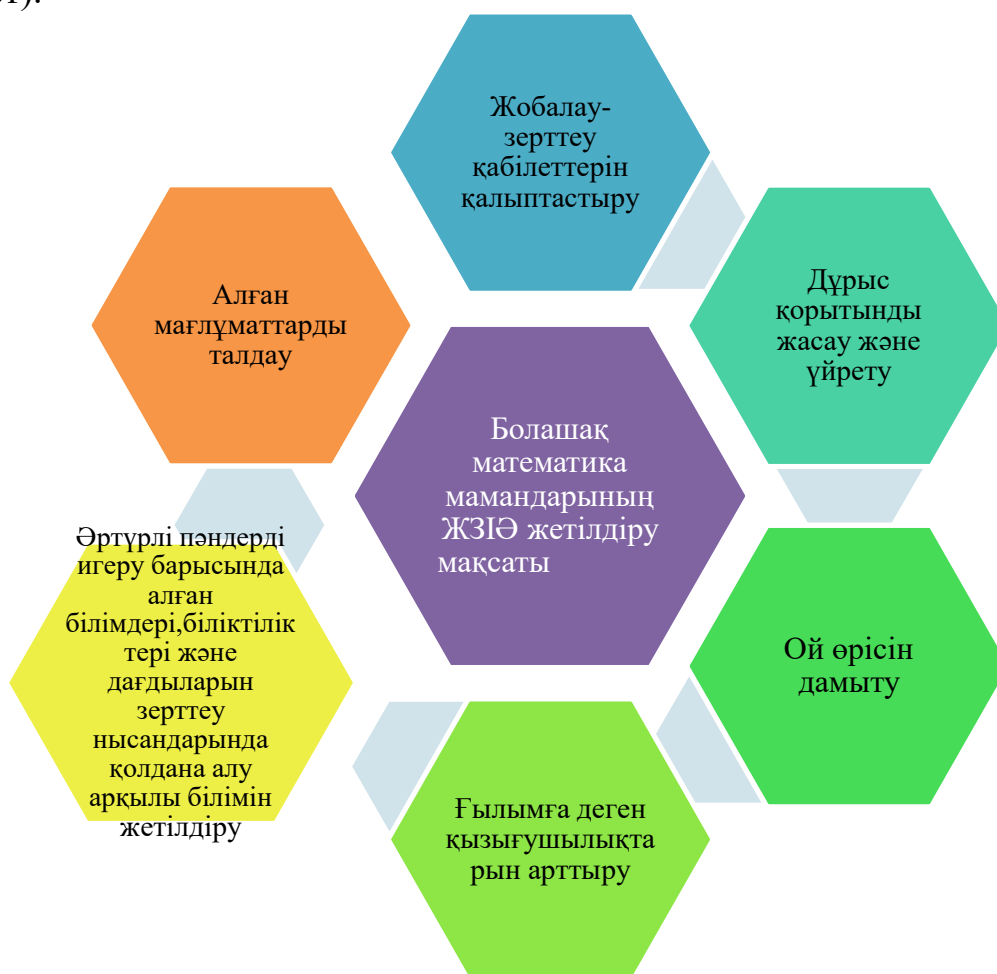 Жобалау-
зерттеу
қабілеттерін
қалыптастыру
Дұрыс
қорытынды
жасау және
үйрету
Алған
мағлұматтарды
талдау
Болашақ
математика
мамандарының
ЖЗІӘ жетілдіру
мақсаты
Ой өрісін
дамыту
Әртүрлі пәндерді
игеру барысында
алған
білімдері,біліктілік
тері және
дағдыларын
зерттеу
нысандарында
қолдана алу
арқылы білімін
жетілдіру
Ғылымға деген
қызығушылықта
рын арттыру